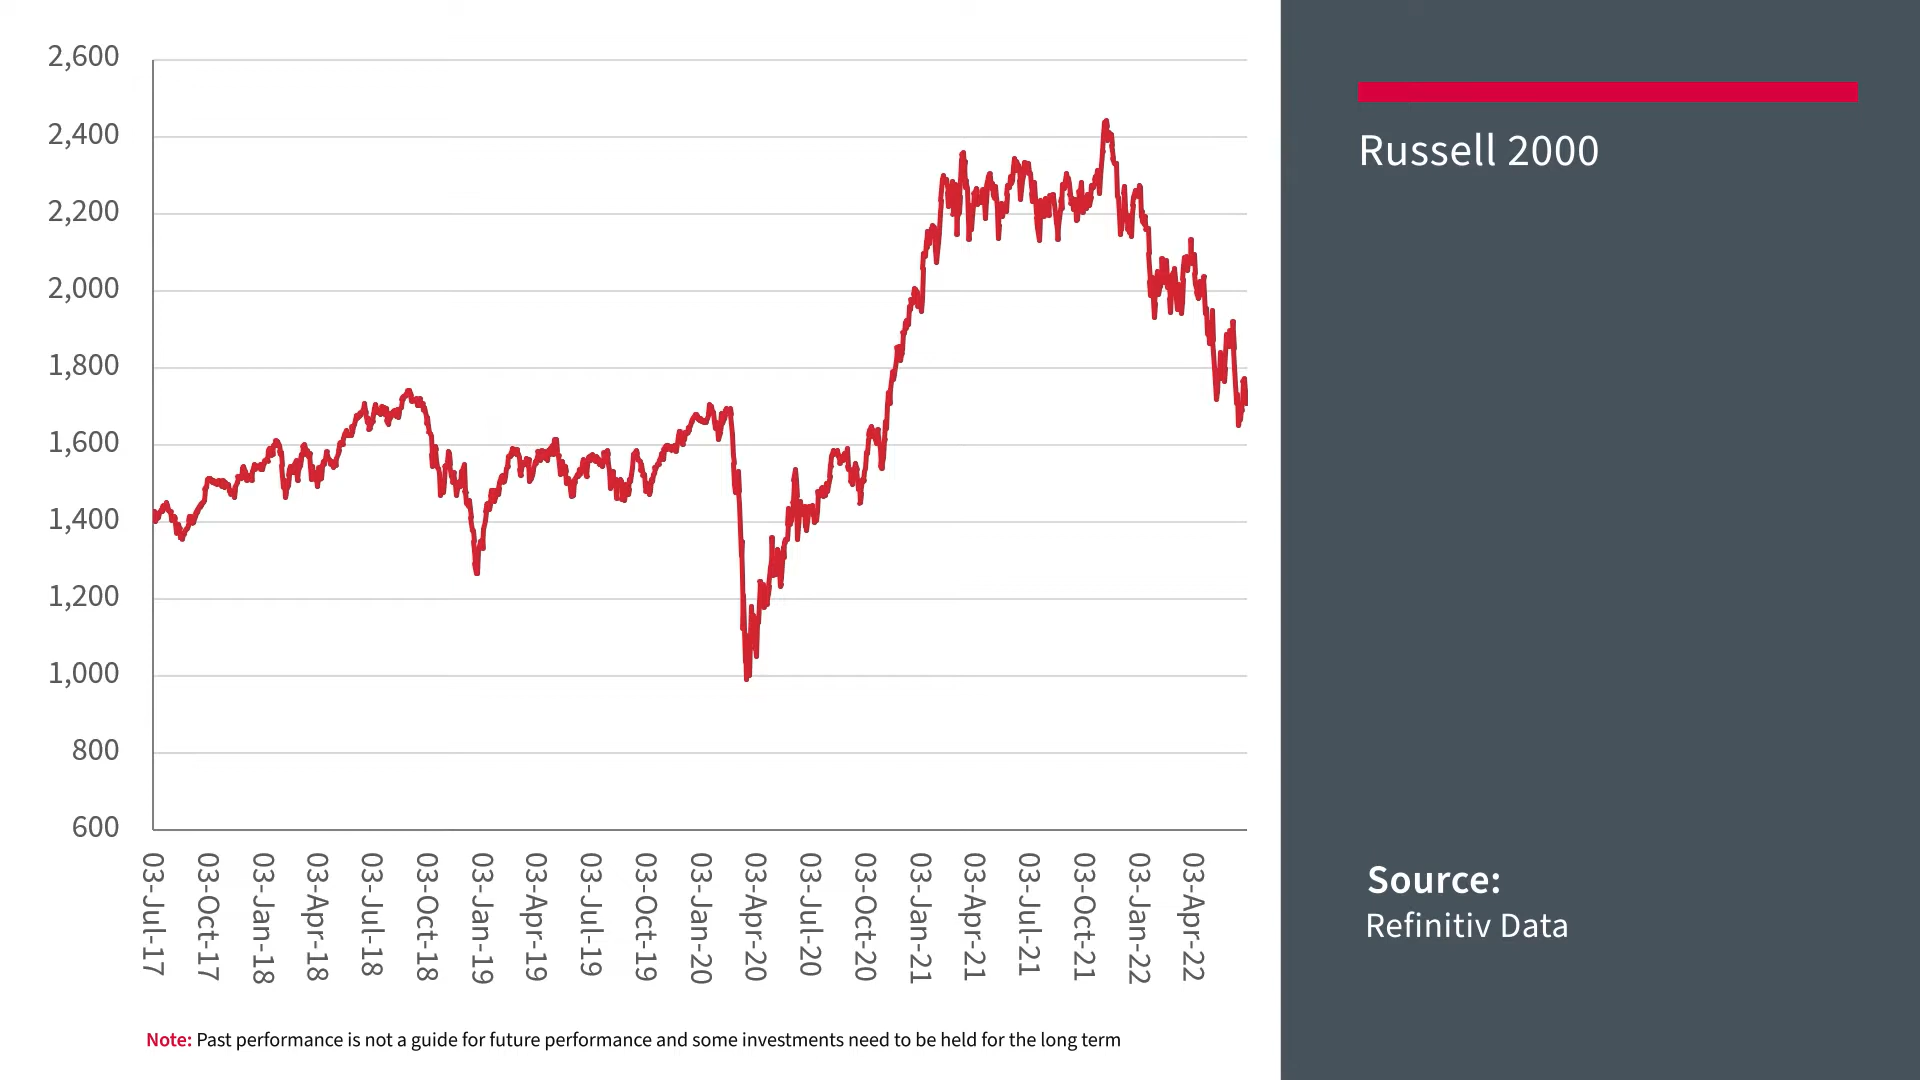 2,600
2,400
2,200
2,000
1,800
1,600
1,400
1,200
1,000
800
600
03-Jul-17
03-Oct-17
03-Jan-18
03-Apr-18
03-Jul-18
03-Oct-18
03-Jan-19
03-Apr-19
03-Jul-19
03-Oct-19
03-Jan-20
03-Apr-20
03-Jul-20
03-Oct-20
03-Jan-21
03-Apr-21
03-Jul-21
03-Oct-21
03-Jan-22
03-Apr-22
Note: Past performance is not a guide for future performance and some investments need to be held for the long term
Russell 2000
Source:
Refinitiv Data